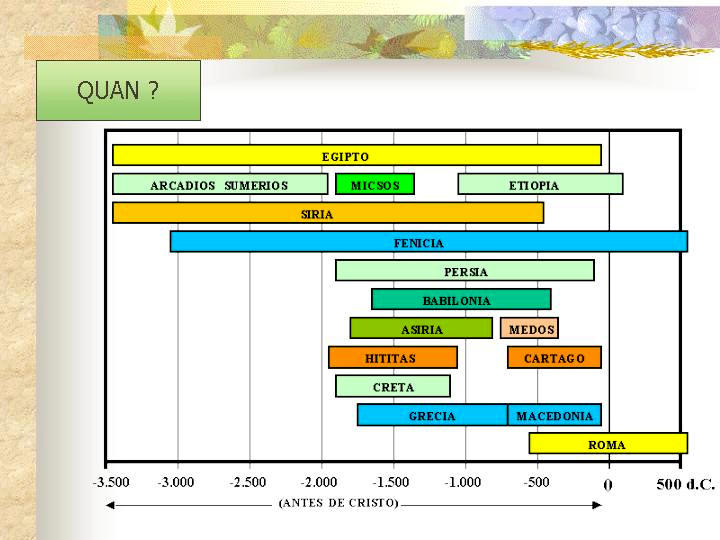 QUAN ?
EGIPTO
ARCADIOS SUMERIOS MICSOS ETIOPIA
SIRIA
FENICIA
PERSIA
BABILONIA
ASIRIA MEDOS
HITITAS CARTAGO
CRETA
GRECIA MACEDONIA
ROMA
-3.500 -3.000 -2.500 -2.000 -1.500 -1.000 -500 0 500 d.C.
(ANTES DE CRISTO)